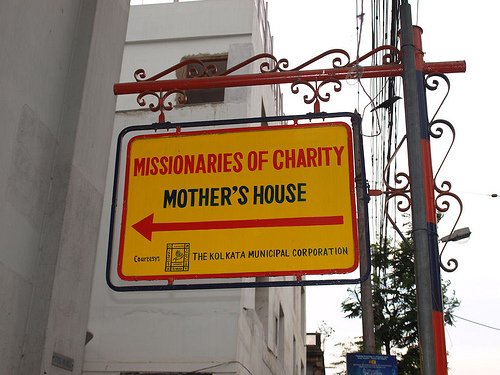 MISSIONARIES OF CHARITY
MOTHER'S HOUSE
Courtesy: THE KOLKATA MUNICIPAL CORPORATION